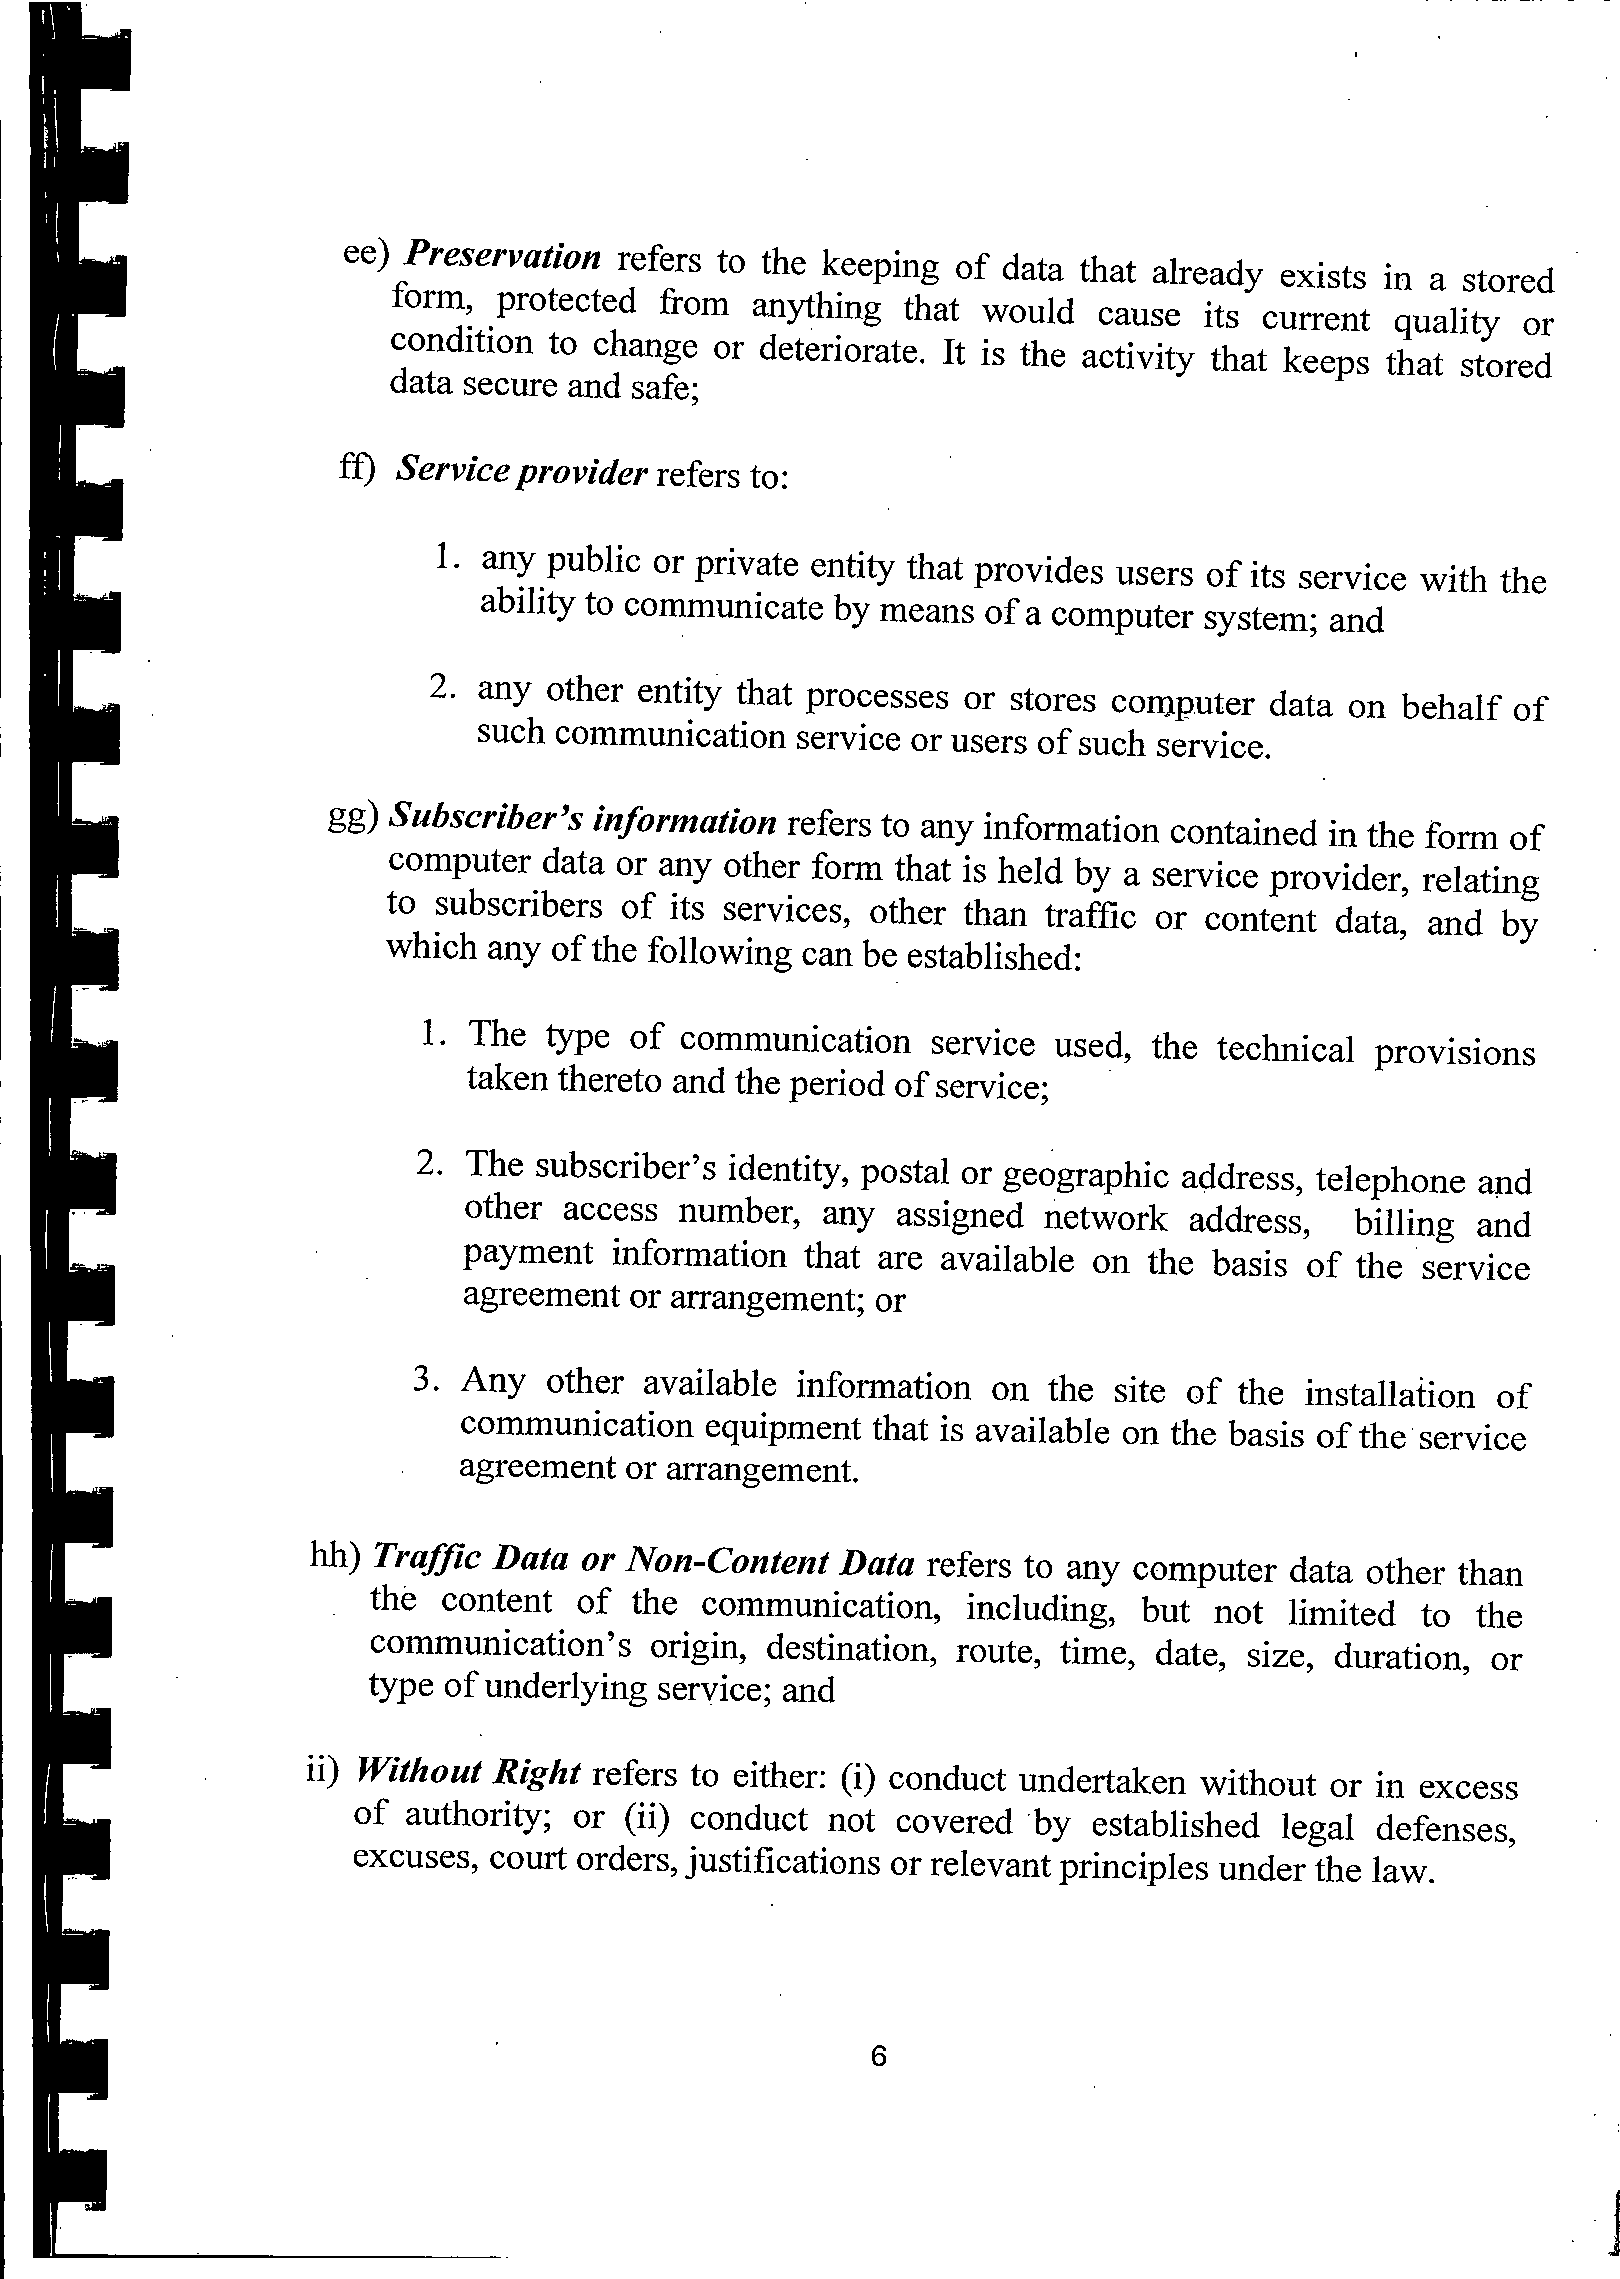 ee) Preservation refers to the keeping of data that already exists in a stored
form, protected from anything that would cause its current quality or
condition to change or deteriorate. It is the activity that keeps that stored
data secure and safe;
ff) Service provider refers to:
1. any public or private entity that provides users of its service with the
ability to communicate by means of a computer system; and
2. any other entity that processes or stores computer data on behalf of
such communication service or users of such service.
gg) Subscriber's information refers to any information contained in the form of
computer data or any other form that is held by a service provider, relating
to subscribers of its services, other than traffic or content data, and by
which any of the following can be established:
1. The type of communication service used, the technical provisions
taken thereto and the period of service;
2. The subscriber's identity, postal or geographic address, telephone and
other access number, any assigned network address, billing and
payment information that are available on the basis of the service
agreement or arrangement; or
3. Any other available information on the site of the installation of
communication equipment that is available on the basis of the service
agreement or arrangement.
hh) Traffic Data or Non-Content Data refers to any computer data other than
the content of the communication, including, but not limited to the
communication's origin, destination, route, time, date, size, duration, or
type of underlying service; and
ii) Without Right refers to either: (i) conduct undertaken without or in excess
of authority; or (ii) conduct not covered by established legal defenses,
excuses, court orders, justifications or relevant principles under the law.
6